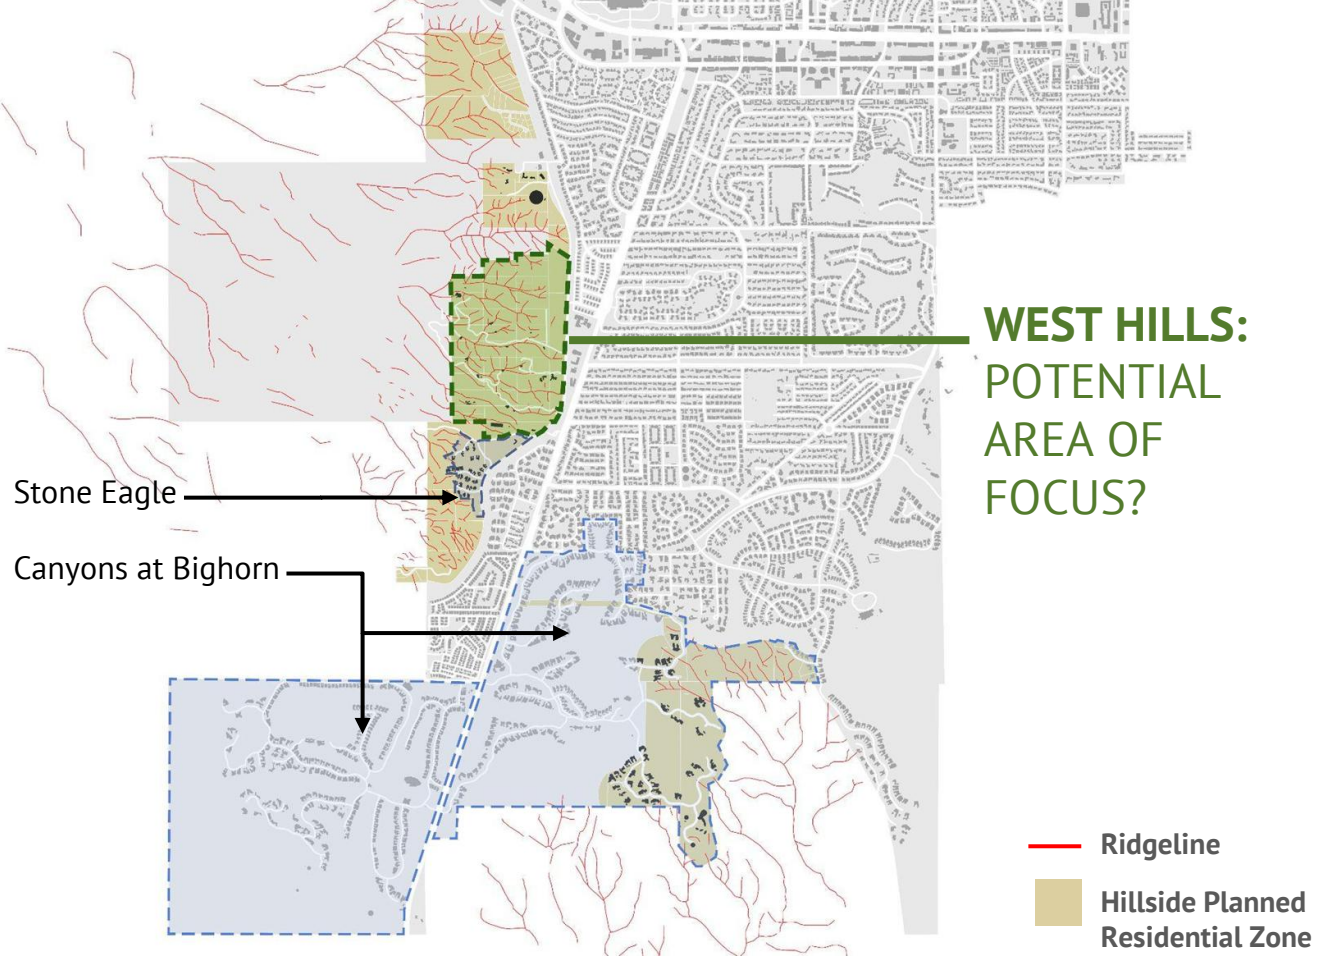 WEST HILLS:
POTENTIAL
AREA OF
FOCUS?
Stone Eagle
Canyons at Bighorn
Ridgeline
Hillside Planned
Residential Zone